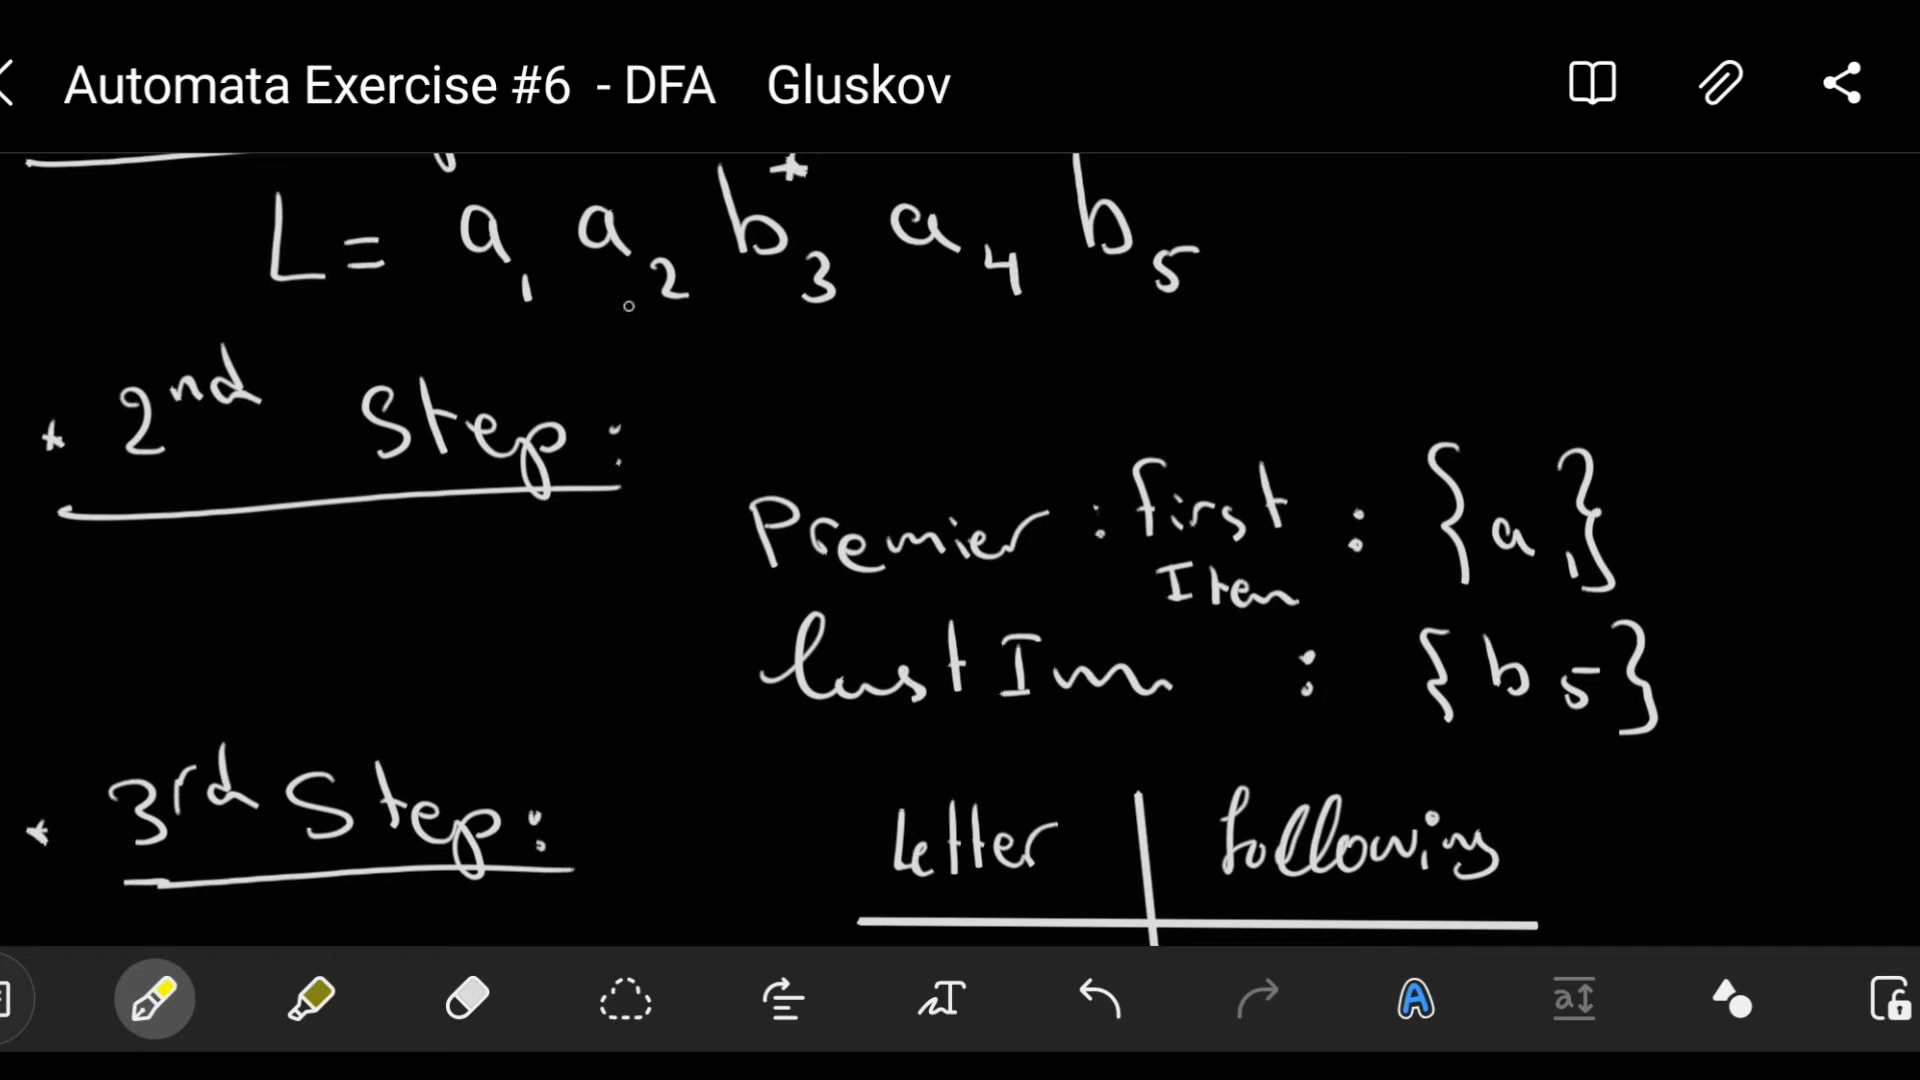 Automata Exercise #6 - DFA Gluskov
L = a1 a2 b3* a4 b5
* 2nd Step:
Premier : first Item : {a1}
last Item : {b5}
* 3rd Step:
letter | following